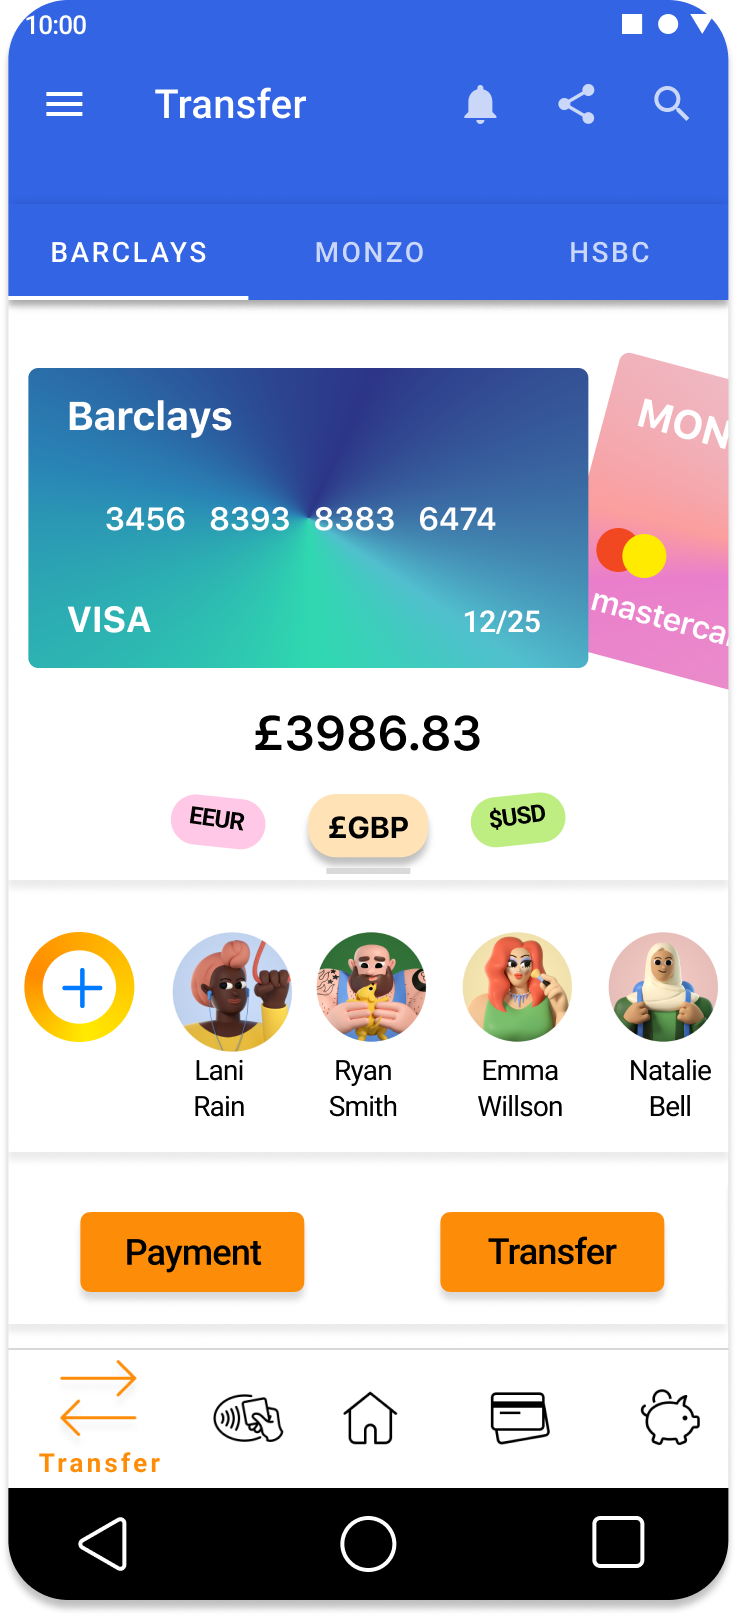 10:00
Transfer
BARCLAYS MONZO HSBC
Barclays
3456 8393 8383 6474
VISA 12/25
MON
mastercar
£3986.83
EEUR £GBP $USD
Lani Rain
Ryan Smith
Emma Willson
Natalie Bell
Payment Transfer
Transfer